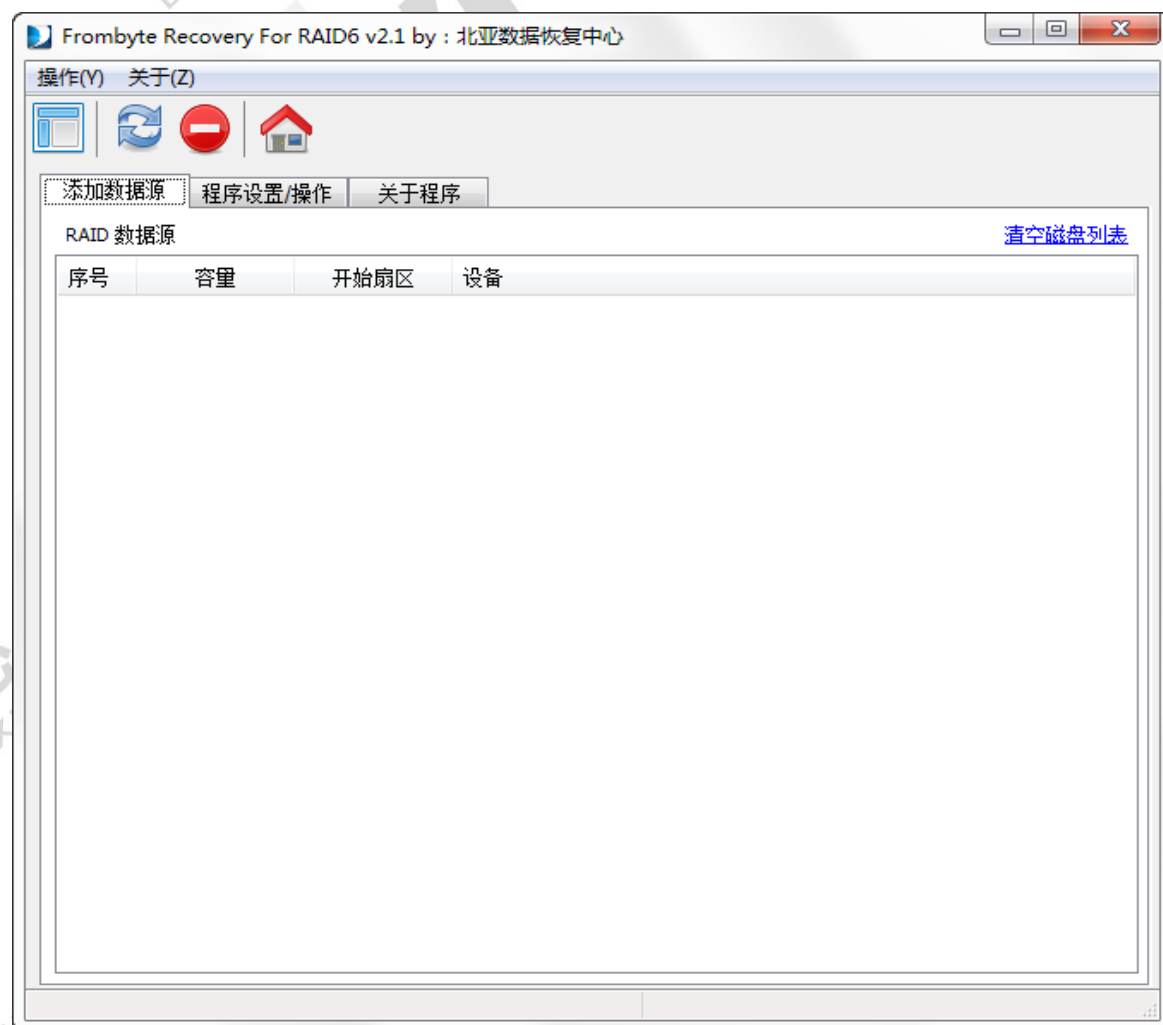 Frombyte Recovery For RAID6 v2.1 by：北亚数据恢复中心
操作(Y) 关于(Z)
添加数据源 程序设置/操作 关于程序
RAID 数据源 清空磁盘列表
序号 容里 开始扇区 设备